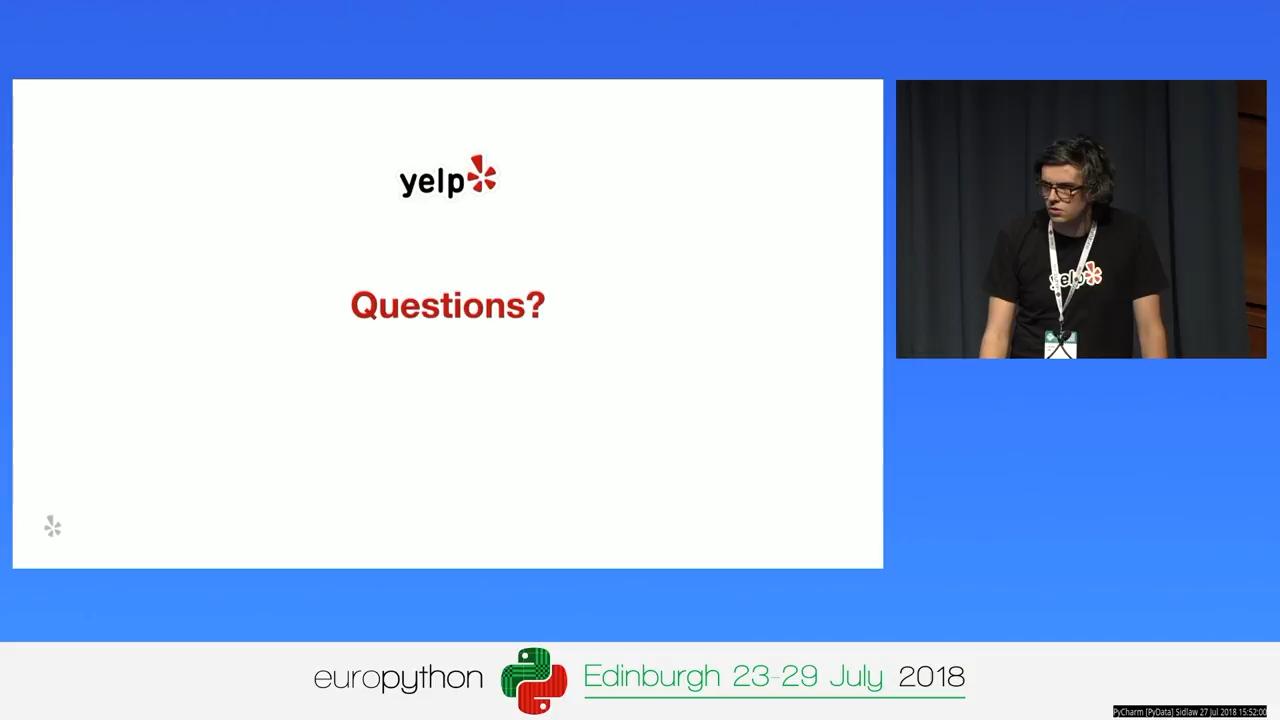 yelp
Questions?
yelp
europython
Edinburgh 23-29 July 2018
PyCharm [PyData] Sidlaw 27 Jul 2018 15:52:00